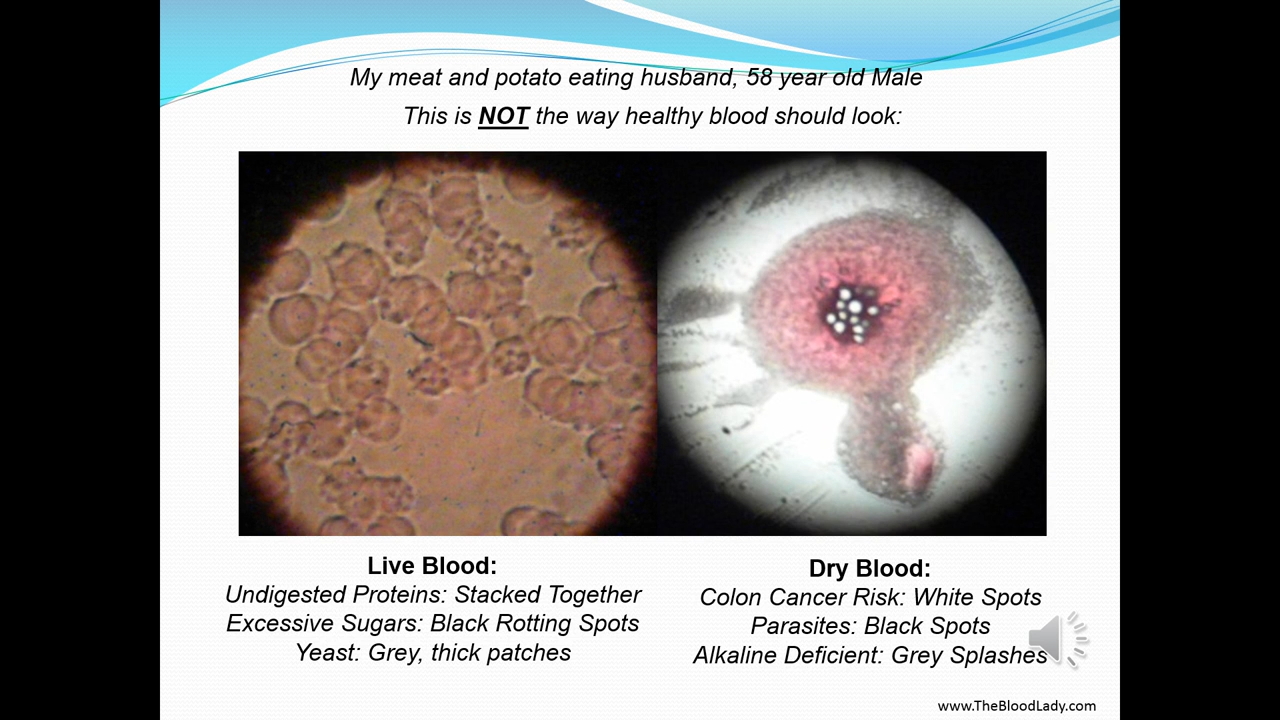 My meat and potato eating husband, 58 year old Male
This is NOT the way healthy blood should look:
Live Blood:
Undigested Proteins: Stacked Together
Excessive Sugars: Black Rotting Spots
Yeast: Grey, thick patches
Dry Blood:
Colon Cancer Risk: White Spots
Parasites: Black Spots
Alkaline Deficient: Grey Splashes
www.TheBloodLady.com